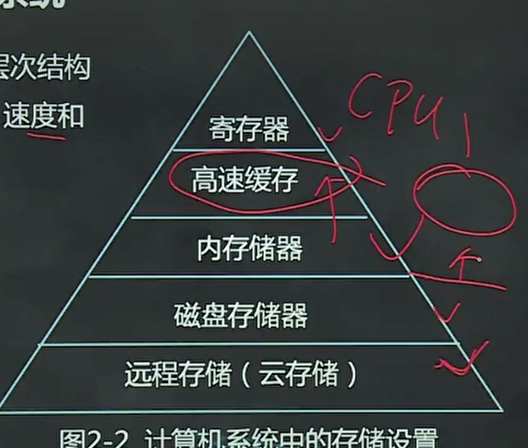 系统
层次结构
速度和
CPU
寄存器
高速缓存
内存储器
个
磁盘存储器
远程存储（云存储）
图2-2 计算机系统中的存储设置